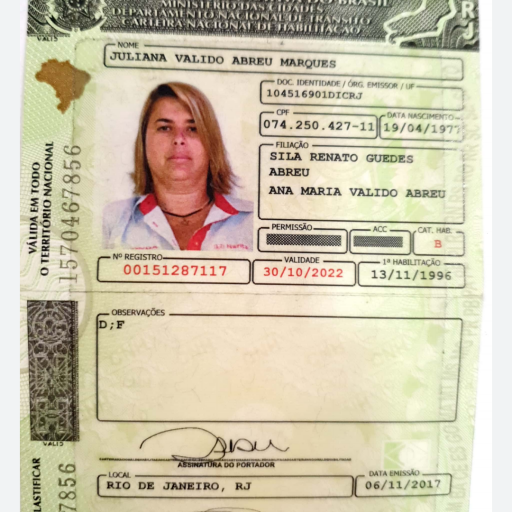 MINISTÉRIO DAS CIDADES
DEPARTAMENTO NACIONAL DE TRÂNSITO
CARTEIRA NACIONAL DE HABILITAÇÃO
RJ
VALID
NOME
JULIANA VALIDO ABREU MARQUES
DOC. IDENTIDADE / ÓRG. EMISSOR / UF
104516901DICRJ
CPF
074.250.427-11
DATA NASCIMENTO
19/04/1977
FILIAÇÃO
SILA RENATO GUEDES
ABREU
ANA MARIA VALIDO ABREU
PERMISSÃO
ACC
CAT. HAB.
B
Nº REGISTRO
00151287117
VALIDADE
30/10/2022
1ª HABILITAÇÃO
13/11/1996
VÁLIDA EM TODO
O TERRITÓRIO NACIONAL
1570467856
OBSERVAÇÕES
D;F
VALID
ASSINATURA DO PORTADOR
LOCAL
RIO DE JANEIRO, RJ
DATA EMISSÃO
06/11/2017
LASTIFICAR
7856